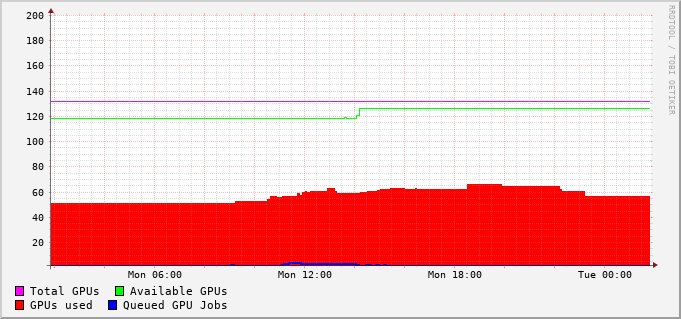 200
180
160
140
120
100
80
60
40
20
Mon 06:00 Mon 12:00 Mon 18:00 Tue 00:00
Total GPUs Available GPUs
GPUs used Queued GPU Jobs
RRDTOOL / TOBI OETIKER